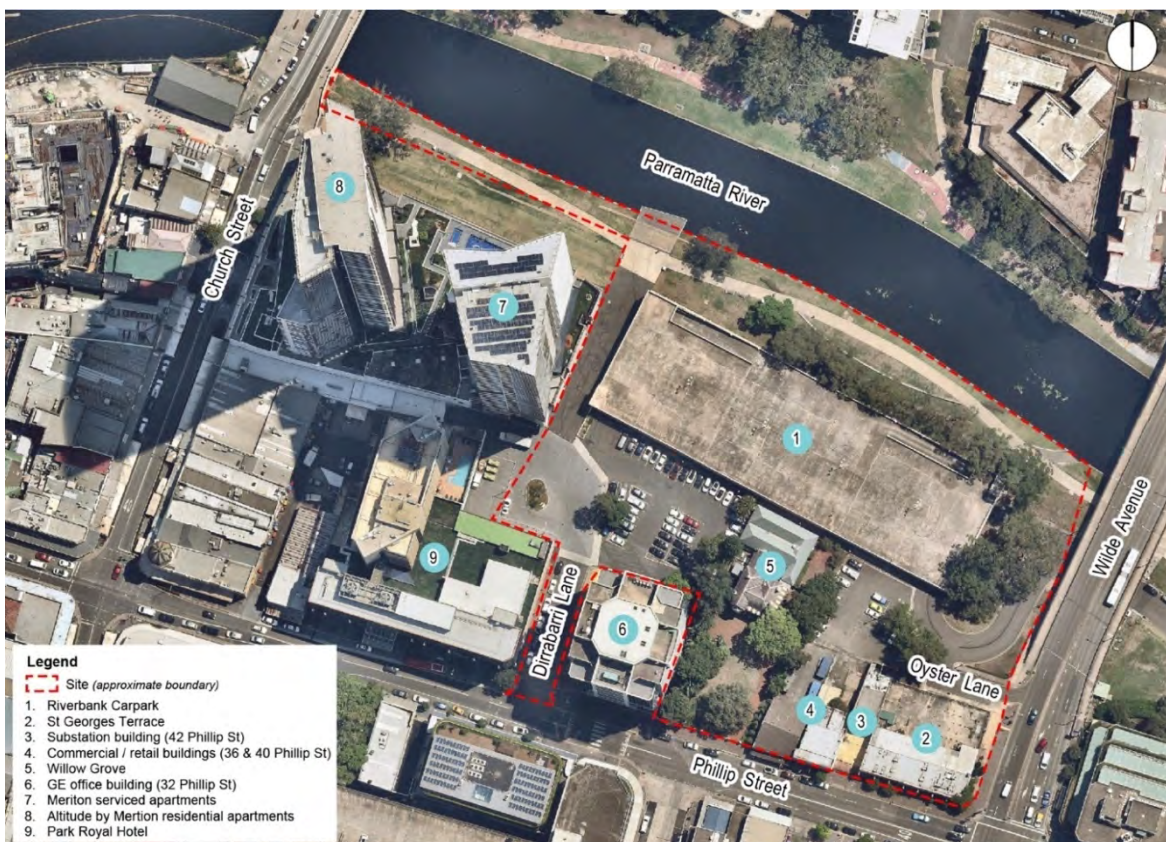 Church Street
Parramatta River
Wilde Avenue
Dirrabarri Lane
Oyster Lane
Phillip Street
8
7
1
5
9
6
4
3
2
Legend
Site (approximate boundary)
1. Riverbank Carpark
2. St Georges Terrace
3. Substation building (42 Phillip St)
4. Commercial / retail buildings (36 & 40 Phillip St)
5. Willow Grove
6. GE office building (32 Phillip St)
7. Meriton serviced apartments
8. Altitude by Mertion residential apartments
9. Park Royal Hotel